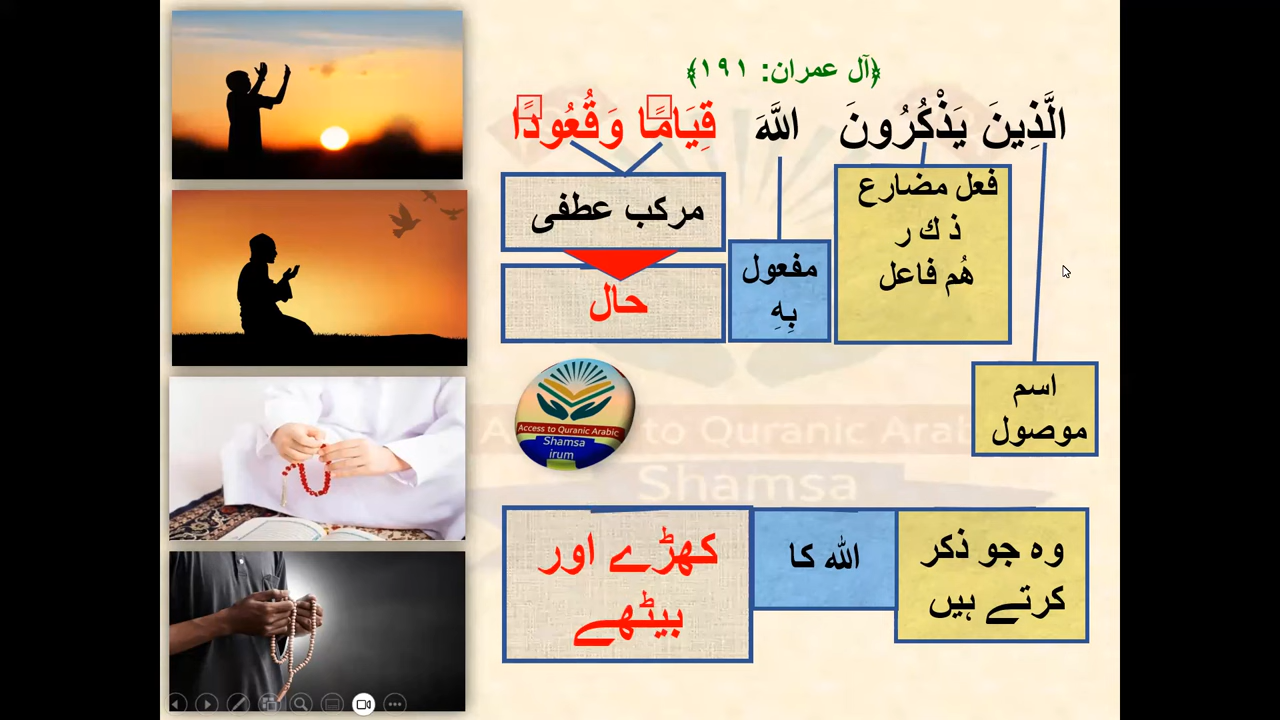 ﴿آل عمران: ١٩١﴾
الَّذِينَ يَذْكُرُونَ اللَّهَ قِيَامًا وَقُعُودًا
فعل مضارع
ذ ك ر
هُم فاعل
مفعول
بِهِ
مرکب عطفی
حال
اسم
موصول
Access to Quranic Arabic
Shamsa
irum
وہ جو ذکر
کرتے ہیں
اللہ کا
کھڑے اور
بیٹھے